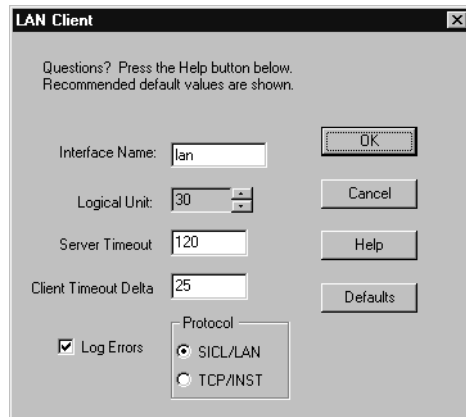 LAN Client
Questions? Press the Help button below.
Recommended default values are shown.
Interface Name: lan
OK
Logical Unit: 30
Cancel
Server Timeout 120
Help
Client Timeout Delta 25
Defaults
Log Errors
Protocol
SICL/LAN
TCP/INST